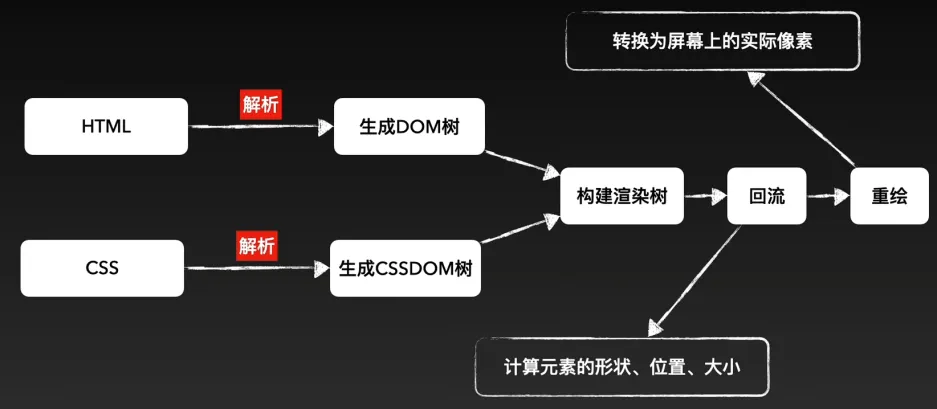 转换为屏幕上的实际像素
解析
HTML
生成DOM树
构建渲染树
回流
重绘
解析
CSS
生成CSSDOM树
计算元素的形状、位置、大小